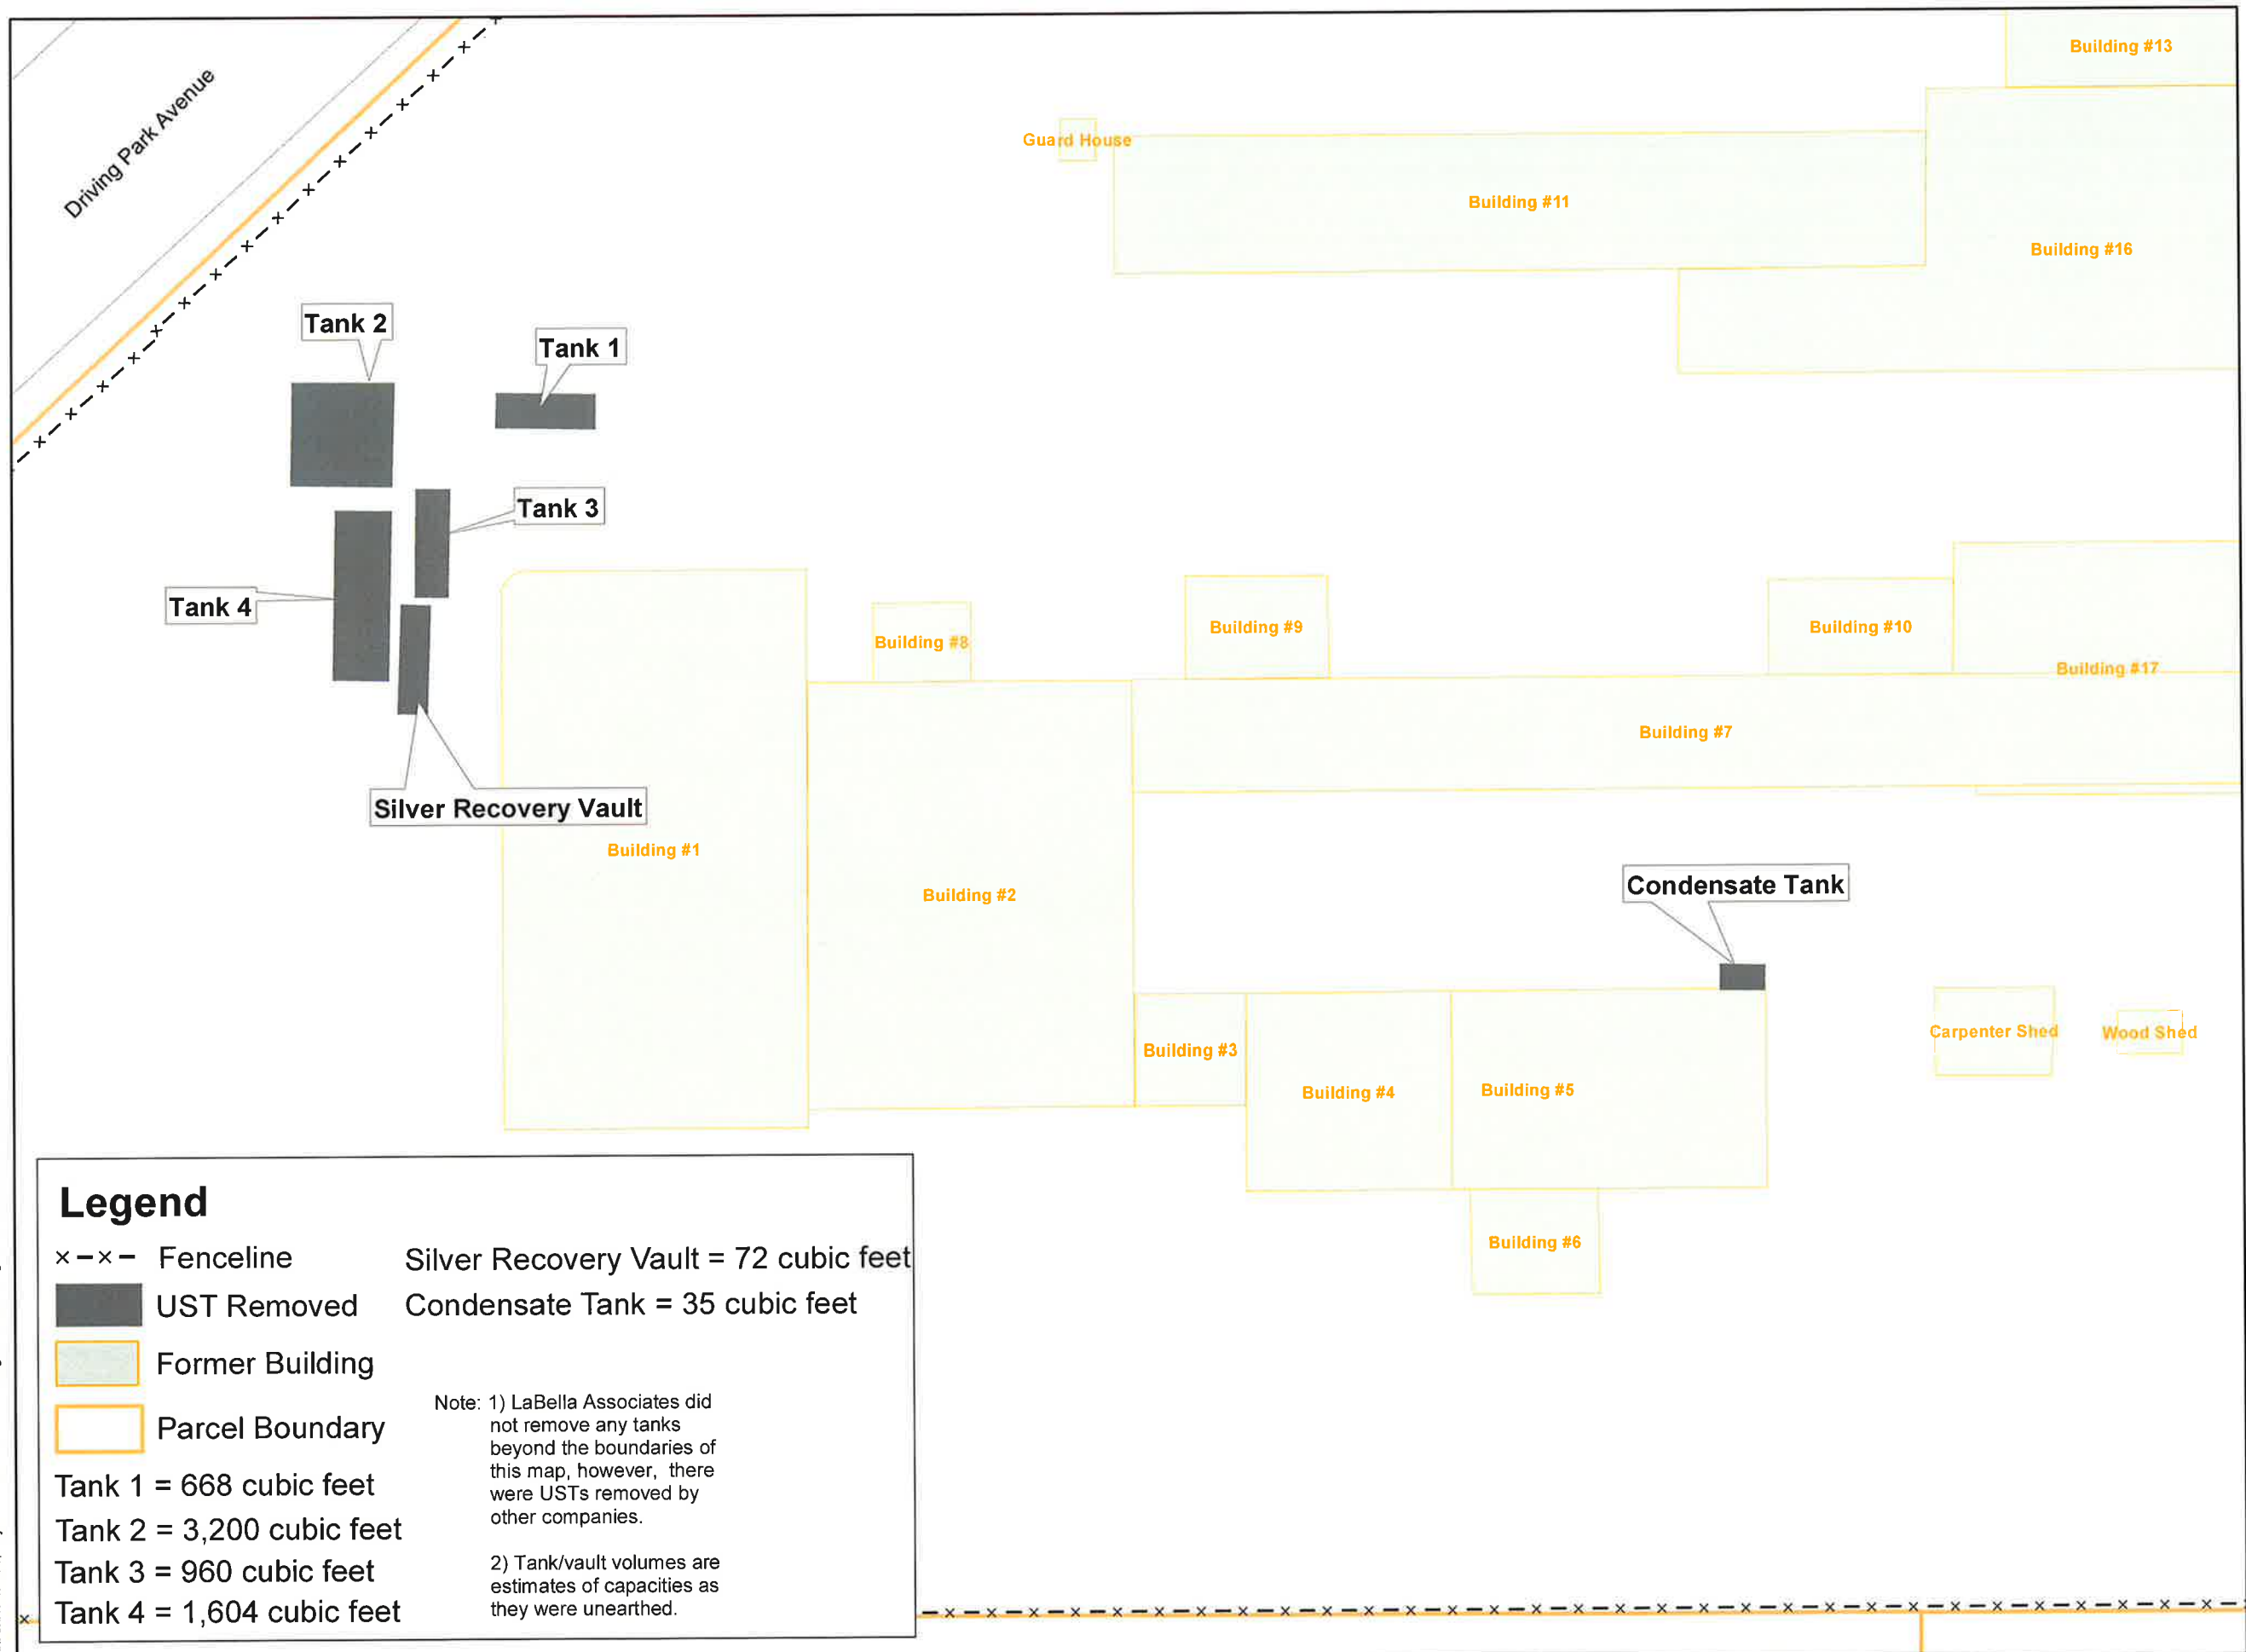 Building #13
Driving Park Avenue
Guard House
Building #11
Building #16
Tank 2
Tank 1
Tank 3
Tank 4
Building #8
Building #9
Building #10
Building #17
Building #7
Silver Recovery Vault
Building #1
Building #2
Condensate Tank
Building #3
Building #4
Building #5
Carpenter Shed
Wood Shed
Building #6
Legend
Fenceline
UST Removed
Former Building
Parcel Boundary
Tank 1 = 668 cubic feet
Tank 2 = 3,200 cubic feet
Tank 3 = 960 cubic feet
Tank 4 = 1,604 cubic feet
Silver Recovery Vault = 72 cubic feet
Condensate Tank = 35 cubic feet
Note: 1) LaBella Associates did
not remove any tanks
beyond the boundaries of
this map, however, there
were USTs removed by
other companies.
2) Tank/vault volumes are
estimates of capacities as
they were unearthed.